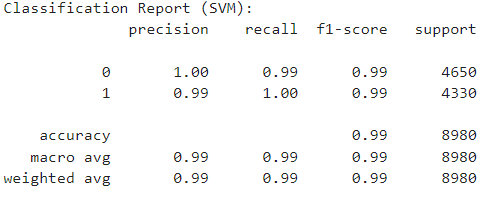 Classification Report (SVM):
precision recall f1-score support
0 1.00 0.99 0.99 4650
1 0.99 1.00 0.99 4330
accuracy 0.99 8980
macro avg 0.99 0.99 0.99 8980
weighted avg 0.99 0.99 0.99 8980